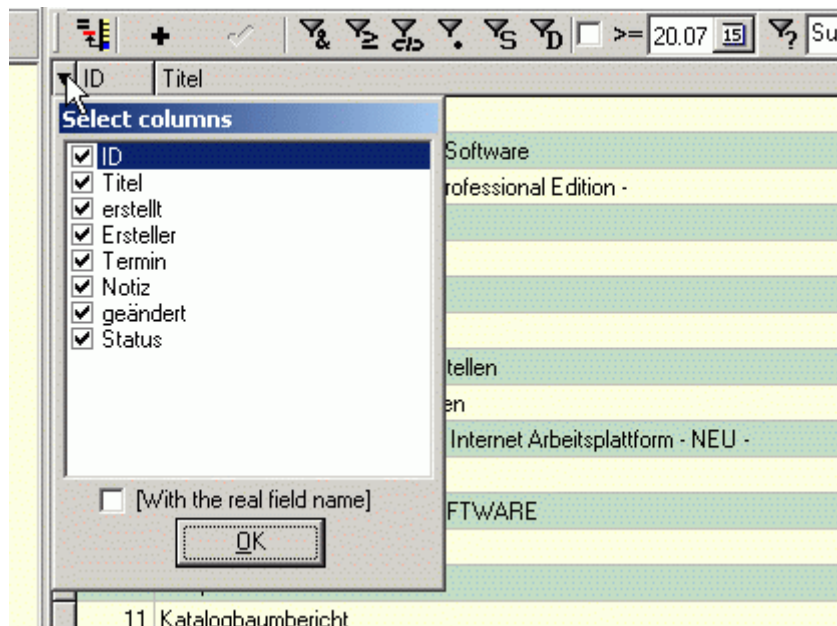 >= 20.07 15 Su
ID Titel
Select columns
ID
Titel
erstellt
Ersteller
Termin
Notiz
geändert
Status
[With the real field name]
OK
Software
rofessional Edition -
tellen
en
Internet Arbeitsplattform - NEU -
FTWARE
11 Katalogbaumbericht